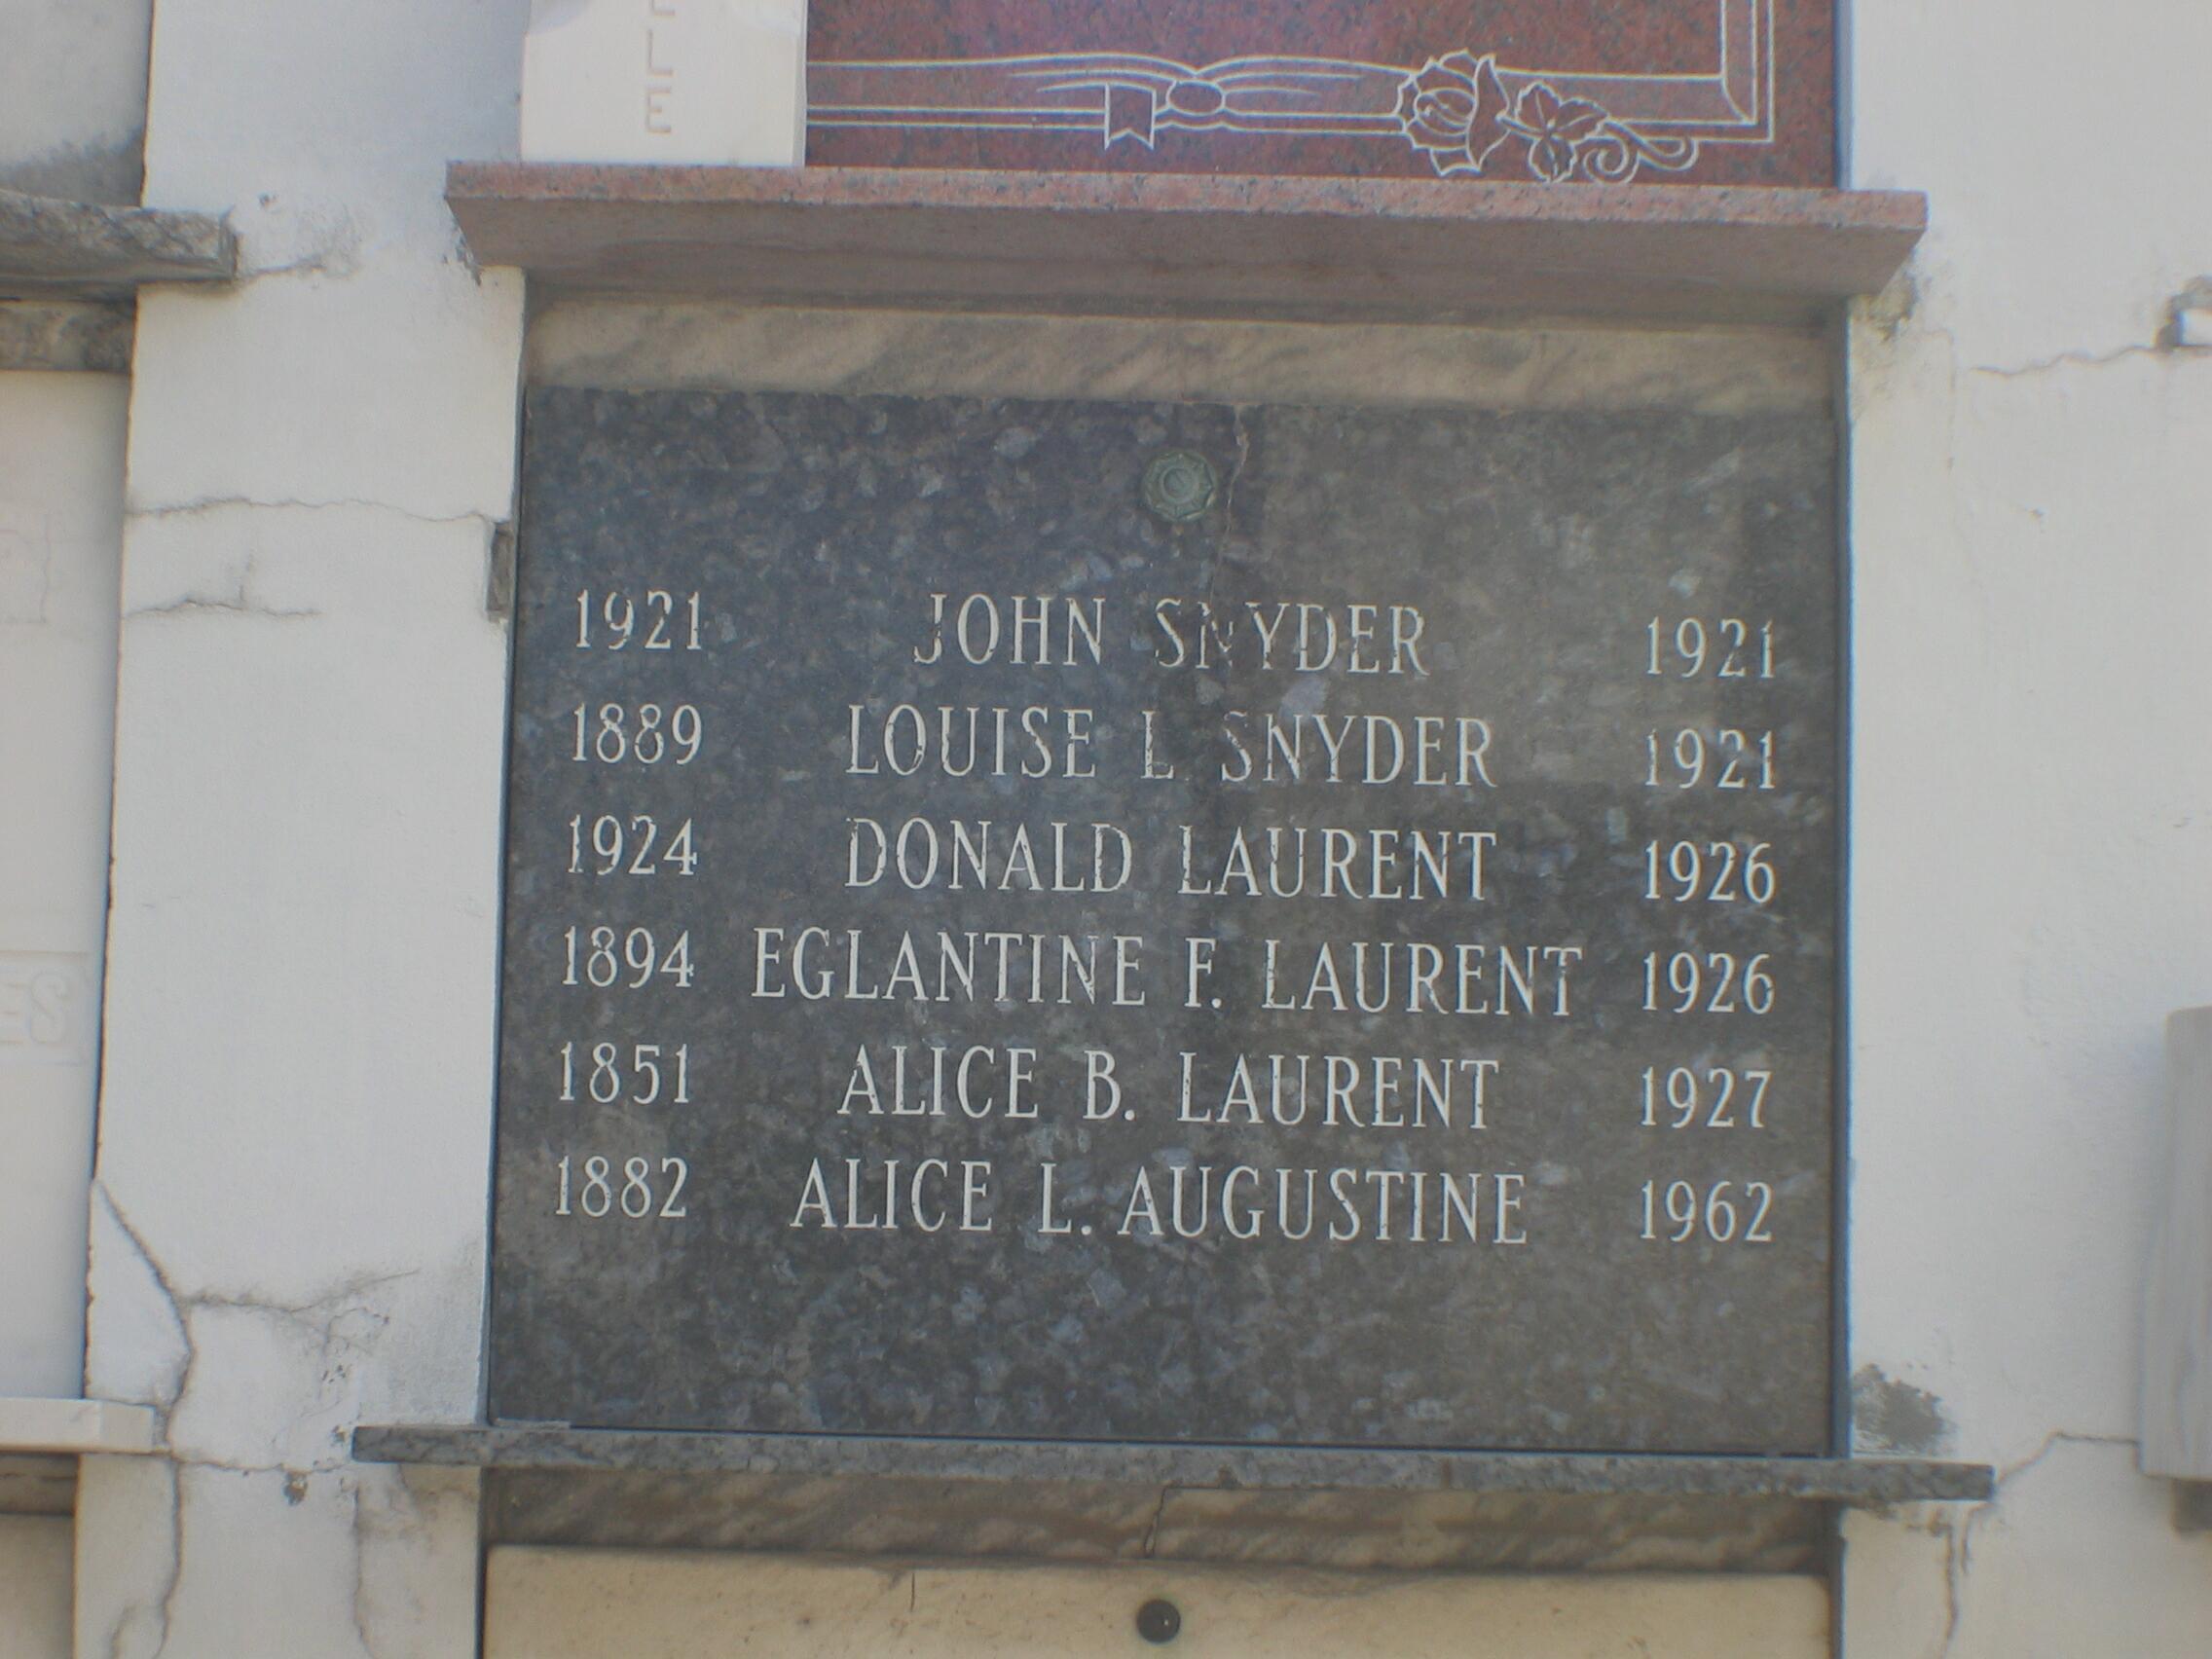 LLE
1921 JOHN SNYDER 1921
1889 LOUISE L SNYDER 1921
1924 DONALD LAURENT 1926
1894 EGLANTINE F. LAURENT 1926
1851 ALICE B. LAURENT 1927
1882 ALICE L. AUGUSTINE 1962